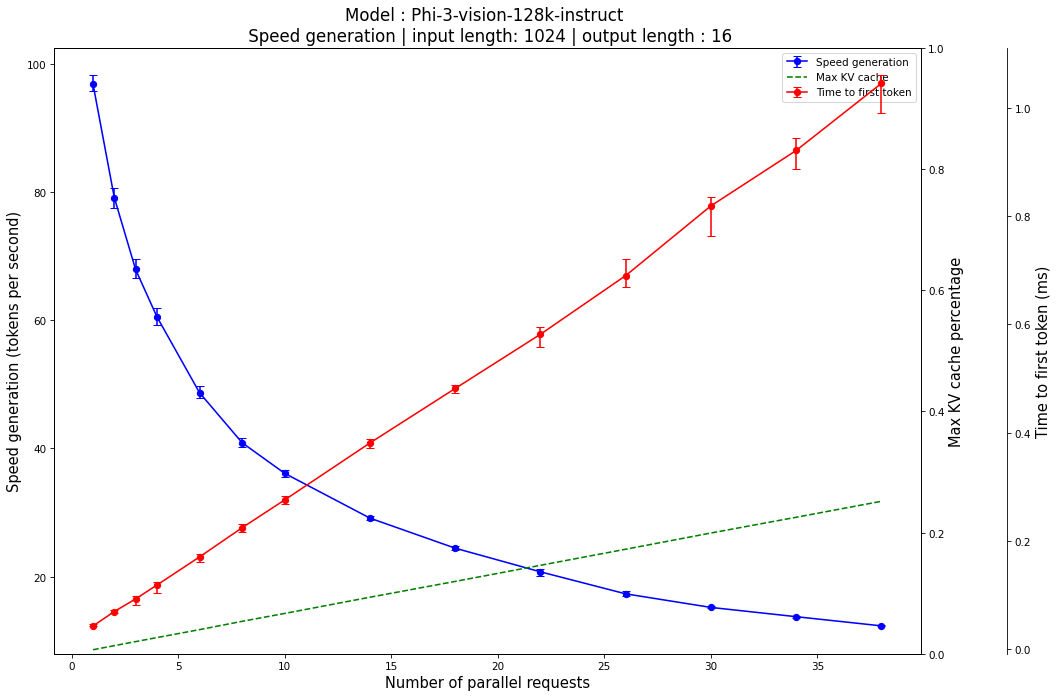 Model : Phi-3-vision-128k-instruct
Speed generation | input length: 1024 | output length : 16
Speed generation
Max KV cache
Time to first token
Speed generation (tokens per second)
100
80
60
40
20
1.0
0.8
0.6
0.4
0.2
0.0
Max KV cache percentage
1.0
0.8
0.6
0.4
0.2
0.0
Time to first token (ms)
0 5 10 15 20 25 30 35
Number of parallel requests